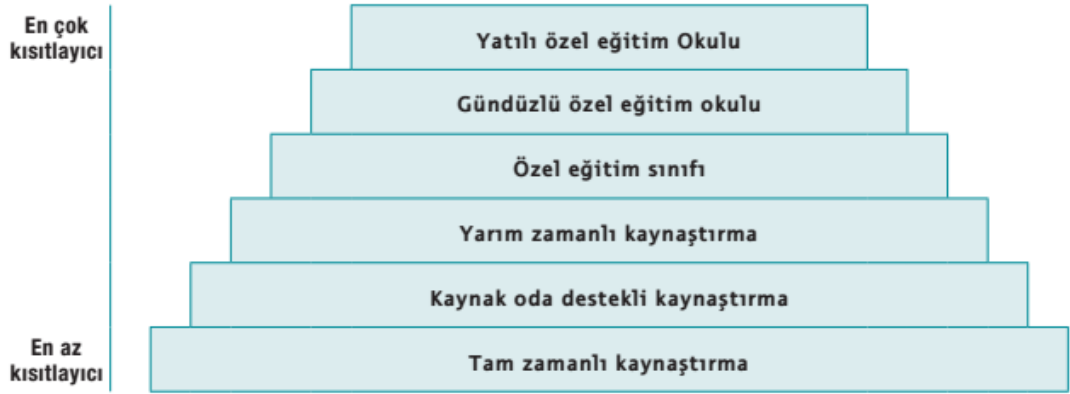 En çok
kısıtlayıcı
Yatılı özel eğitim Okulu
Gündüzlü özel eğitim okulu
Özel eğitim sınıfı
Yarım zamanlı kaynaştırma
Kaynak oda destekli kaynaştırma
En az
kısıtlayıcı
Tam zamanlı kaynaştırma